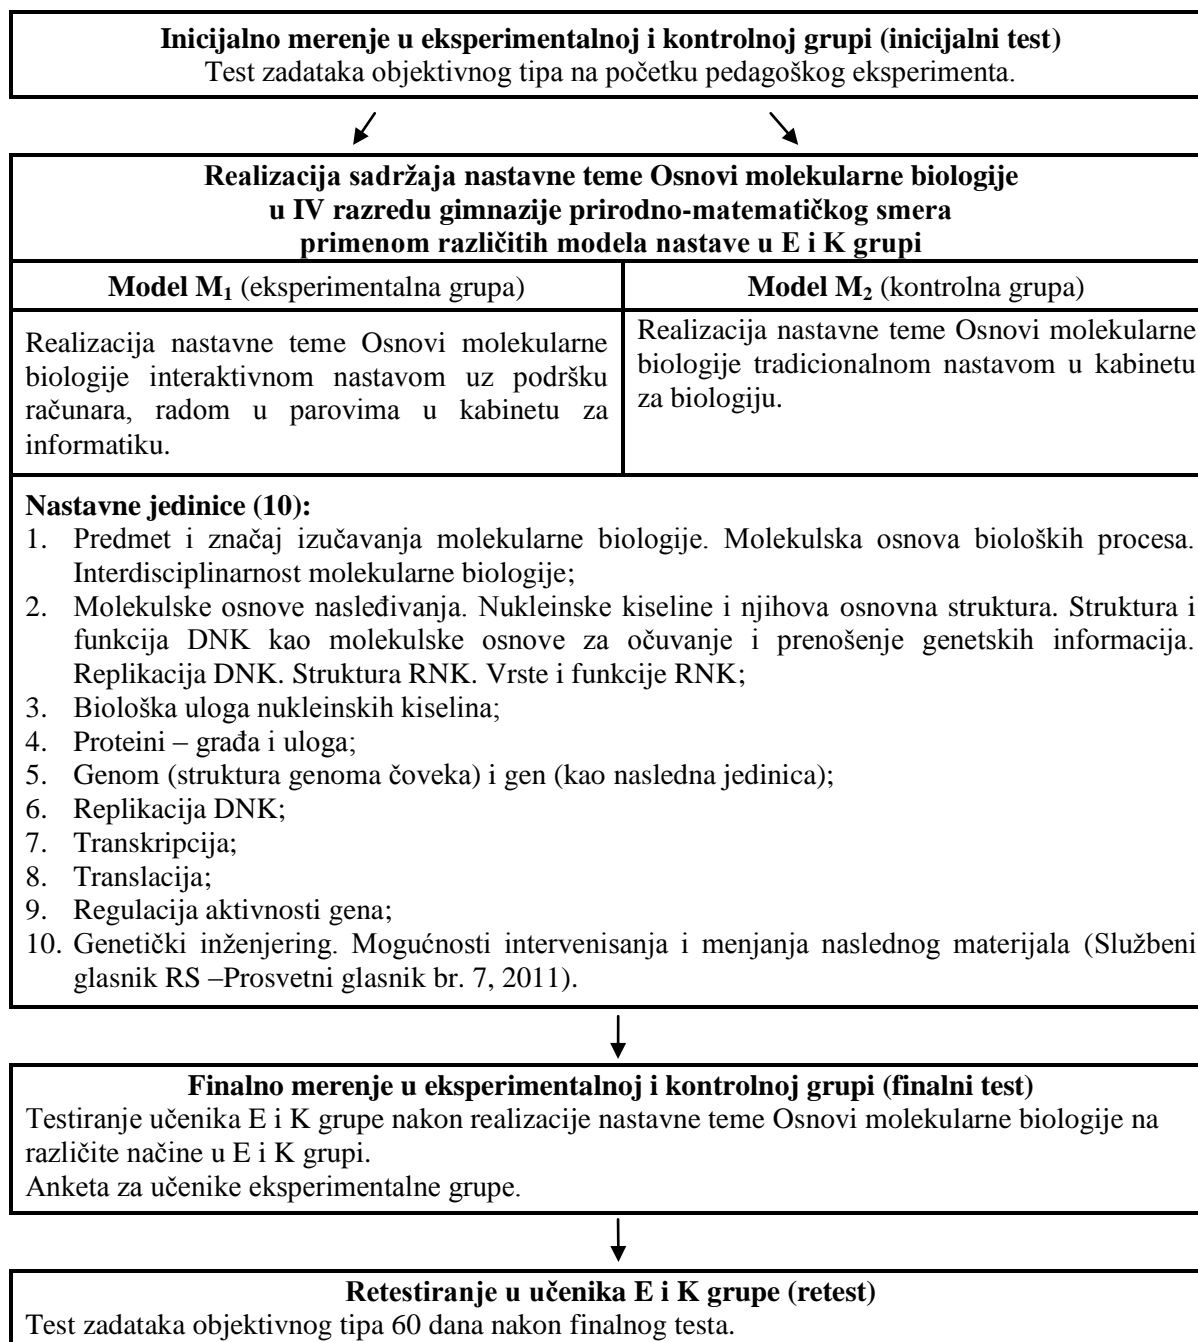 Inicijalno merenje u eksperimentalnoj i kontrolnoj grupi (inicijalni test)
Test zadataka objektivnog tipa na početku pedagoškog eksperimenta.
Realizacija sadržaja nastavne teme Osnovi molekularne biologije
u IV razredu gimnazije prirodno-matematičkog smera
primenom različitih modela nastave u E i K grupi
Model M₁ (eksperimentalna grupa)
Realizacija nastavne teme Osnovi molekularne
biologije interaktivnom nastavom uz podršku
računara, radom u parovima u kabinetu za
informatiku.
Model M₂ (kontrolna grupa)
Realizacija nastavne teme Osnovi molekularne
biologije tradicionalnom nastavom u kabinetu
za biologiju.
Nastavne jedinice (10):
1. Predmet i značaj izučavanja molekularne biologije. Molekulska osnova bioloških procesa.
Interdisciplinarnost molekularne biologije;
2. Molekulske osnove nasleđivanja. Nukleinske kiseline i njihova osnovna struktura. Struktura i
funkcija DNK kao molekulske osnove za očuvanje i prenošenje genetskih informacija.
Replikacija DNK. Struktura RNK. Vrste i funkcije RNK;
3. Biološka uloga nukleinskih kiselina;
4. Proteini – građa i uloga;
5. Genom (struktura genoma čoveka) i gen (kao nasledna jedinica);
6. Replikacija DNK;
7. Transkripcija;
8. Translacija;
9. Regulacija aktivnosti gena;
10. Genetički inženjering. Mogućnosti intervenisanja i menjanja naslednog materijala (Službeni
glasnik RS –Prosvetni glasnik br. 7, 2011).
Finalno merenje u eksperimentalnoj i kontrolnoj grupi (finalni test)
Testiranje učenika E i K grupe nakon realizacije nastavne teme Osnovi molekularne biologije na
različite načine u E i K grupi.
Anketa za učenike eksperimentalne grupe.
Retestiranje u učenika E i K grupe (retest)
Test zadataka objektivnog tipa 60 dana nakon finalnog testa.